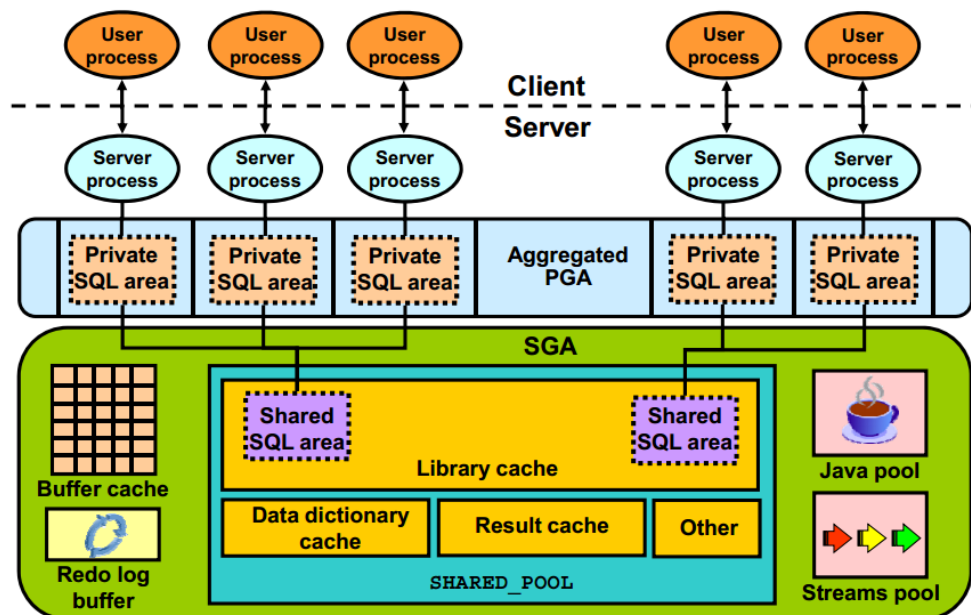 User
process
User
process
User
process
User
process
User
process
Client
Server
Server
process
Server
process
Server
process
Server
process
Server
process
Private
SQL area
Private
SQL area
Private
SQL area
Aggregated
PGA
Private
SQL area
Private
SQL area
SGA
Shared
SQL area
Shared
SQL area
Library cache
Buffer cache
Java pool
Data dictionary
cache
Result cache
Other
Redo log
buffer
SHARED_POOL
Streams pool